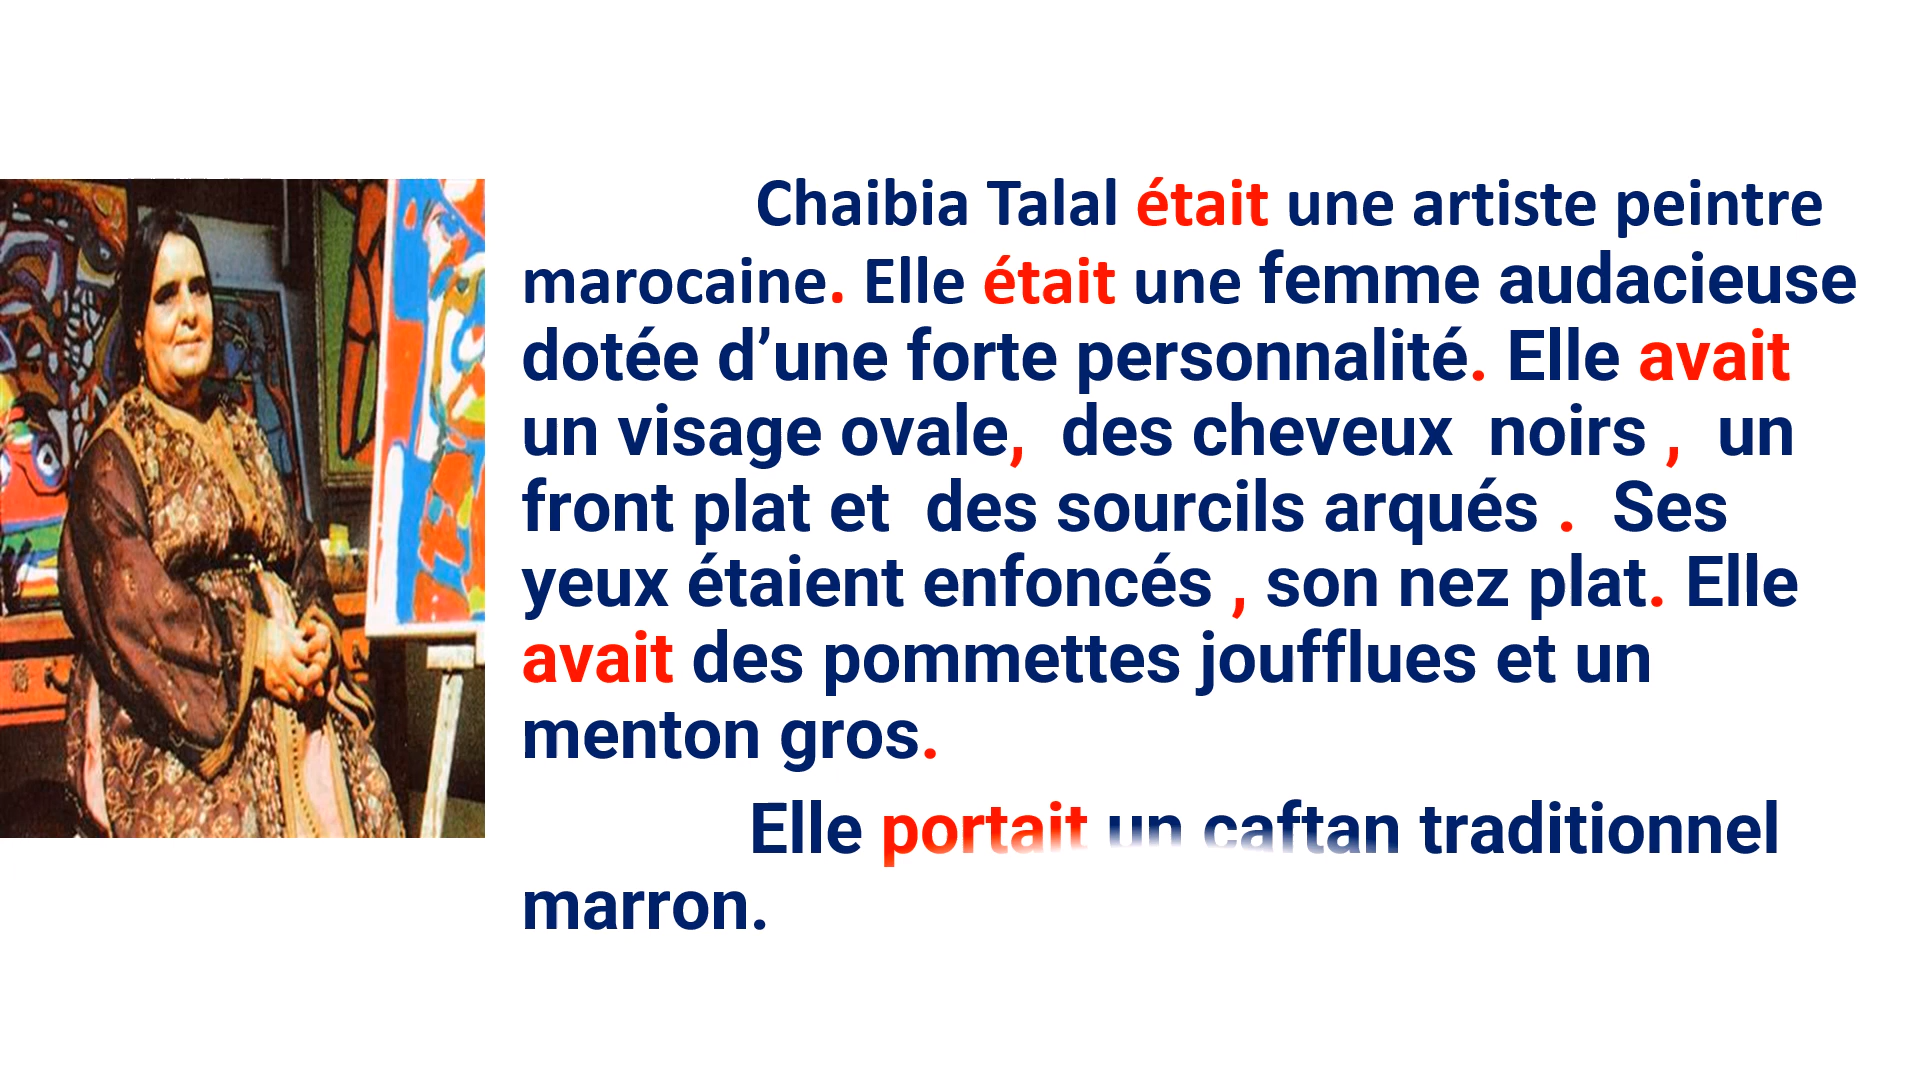 Chaibia Talal était une artiste peintre
marocaine. Elle était une femme audacieuse
dotée d’une forte personnalité. Elle avait
un visage ovale,  des cheveux  noirs ,  un
front plat et  des sourcils arqués .  Ses
yeux étaient enfoncés , son nez plat. Elle
avait des pommettes joufflues et un
menton gros.
Elle portait un caftan traditionnel
marron.